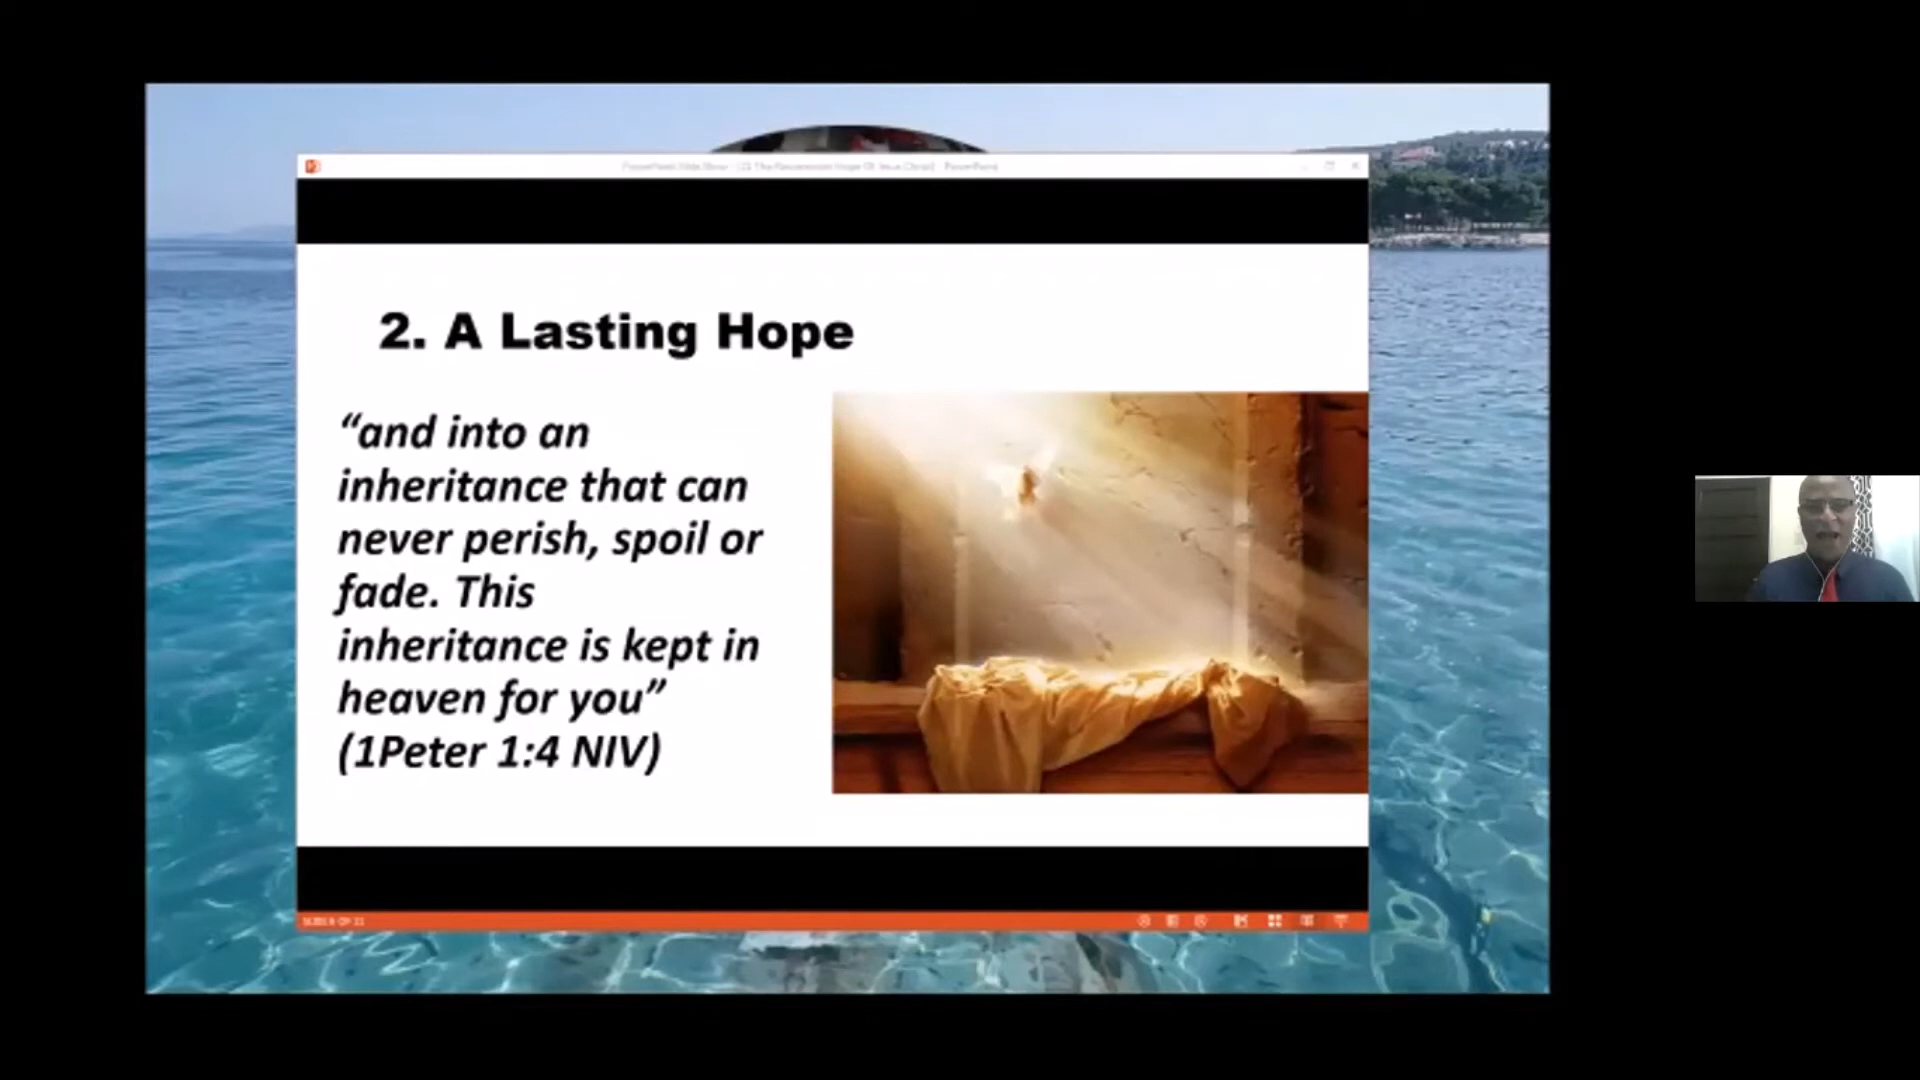 2. A Lasting Hope
“and into an
inheritance that can
never perish, spoil or
fade. This
inheritance is kept in
heaven for you”
(1Peter 1:4 NIV)